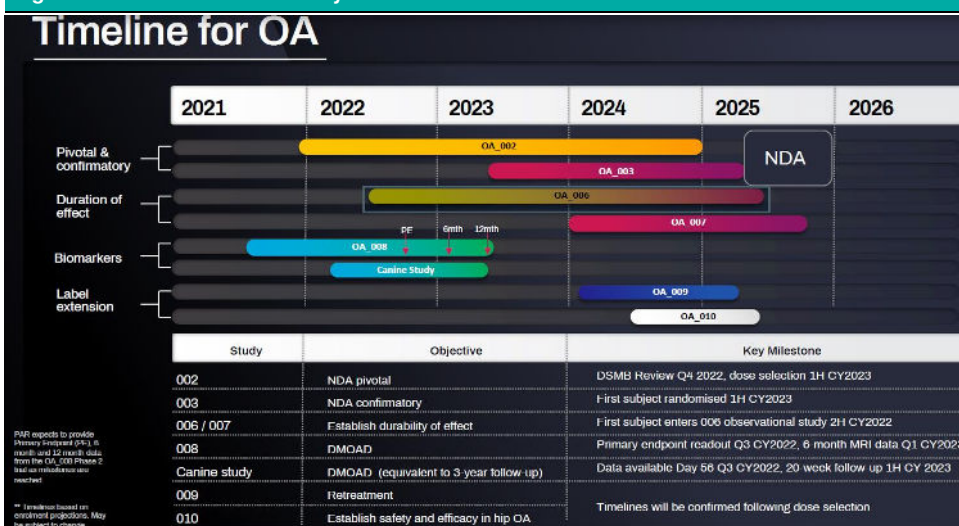 Timeline for OA
2021 2022 2023 2024 2025 2026
Pivotal &
confirmatory
OA_002
OA_003
NDA
Duration of
effect
OA_006
OA_007
PE 6mth 12mth
Biomarkers
OA_008
Canine Study
Label
extension
OA_009
OA_010
Study Objective Key Milestone
002 NDA pivotal DSMB Review Q4 2022, dose selection 1H CY2023
003 NDA confirmatory First subject randomised 1H CY2023
006 / 007 Establish durability of effect First subject enters 006 observational study 2H CY2022
008 DMOAD Primary endpoint readout Q3 CY2022, 6 month MRI data Q1 CY2023
Canine study DMOAD (equivalent to 3-year follow-up) Data available Day 56 Q3 CY2022, 20 week follow up 1H CY 2023
009 Retreatment
Timelines will be confirmed following dose selection
010 Establish safety and efficacy in hip OA
PAR expects to provide
Primary Endpoint (PE), 6
month and 12 month data
from the OA_008 Phase 2
trial as milestones are
reached
** Timelines based on
enrolment projections. May
be subject to change